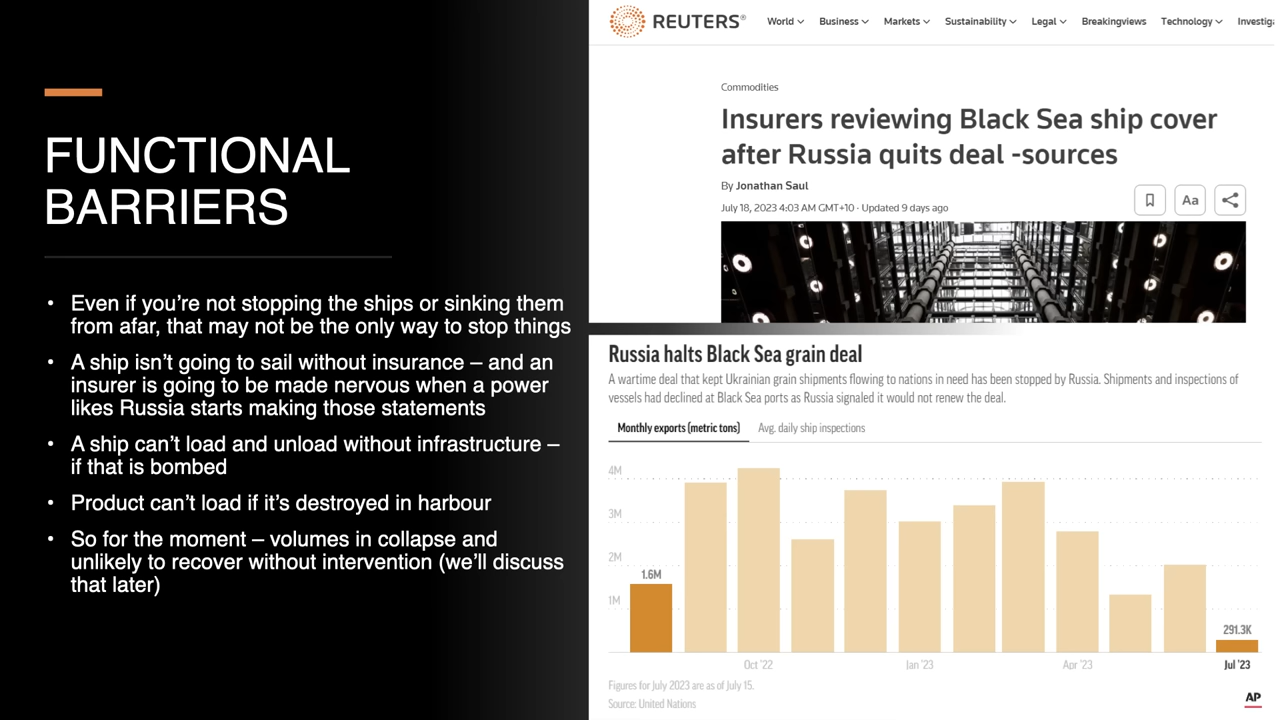 FUNCTIONAL
BARRIERS
• Even if you're not stopping the ships or sinking them
from afar, that may not be the only way to stop things
• A ship isn't going to sail without insurance – and an
insurer is going to be made nervous when a power
likes Russia starts making those statements
• A ship can't load and unload without infrastructure –
if that is bombed
• Product can't load if it's destroyed in harbour
• So for the moment – volumes in collapse and
unlikely to recover without intervention (we'll discuss
that later)
REUTERS®
World Business Markets Sustainability Legal Breakingviews Technology Investiga
Commodities
Insurers reviewing Black Sea ship cover
after Russia quits deal -sources
By Jonathan Saul
July 18, 2023 4:03 AM GMT+10 · Updated 9 days ago
Aa
Russia halts Black Sea grain deal
A wartime deal that kept Ukrainian grain shipments flowing to nations in need has been stopped by Russia. Shipments and inspections of
vessels had declined at Black Sea ports as Russia signaled it would not renew the deal.
Monthly exports (metric tons) Avg. daily ship inspections
4M
3M
2M
1M
1.6M
291.3K
Oct '22 Jan '23 Apr '23 Jul '23
Figures for July 2023 are as of July 15.
Source: United Nations
AP